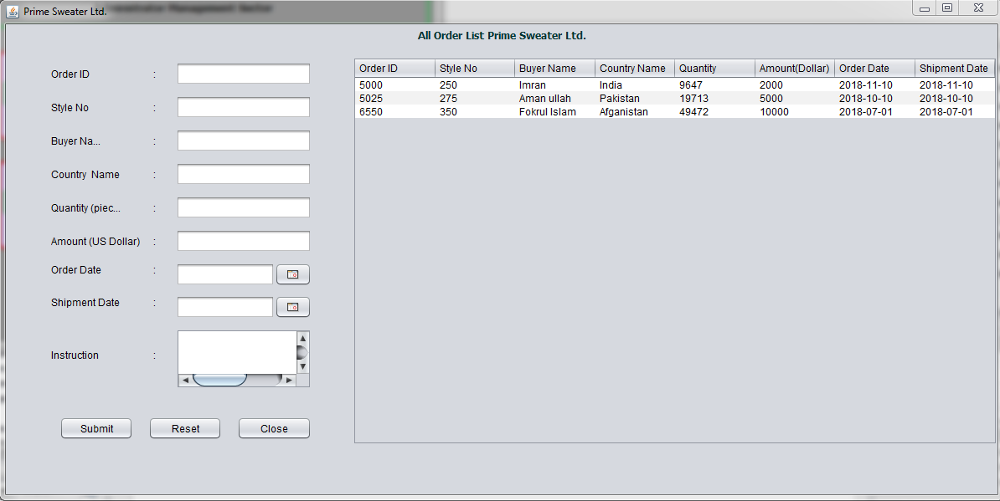 Prime Sweater Ltd.
All Order List Prime Sweater Ltd.
Order ID :
Style No :
Buyer Na... :
Country Name :
Quantity (piec... :
Amount (US Dollar) :
Order Date :
Shipment Date :
Instruction :
Submit Reset Close
Order ID Style No Buyer Name Country Name Quantity Amount(Dollar) Order Date Shipment Date
5000 250 Imran India 9647 2000 2018-11-10 2018-11-10
5025 275 Aman ullah Pakistan 19713 5000 2018-10-10 2018-10-10
6550 350 Fokrul Islam Afganistan 49472 10000 2018-07-01 2018-07-01